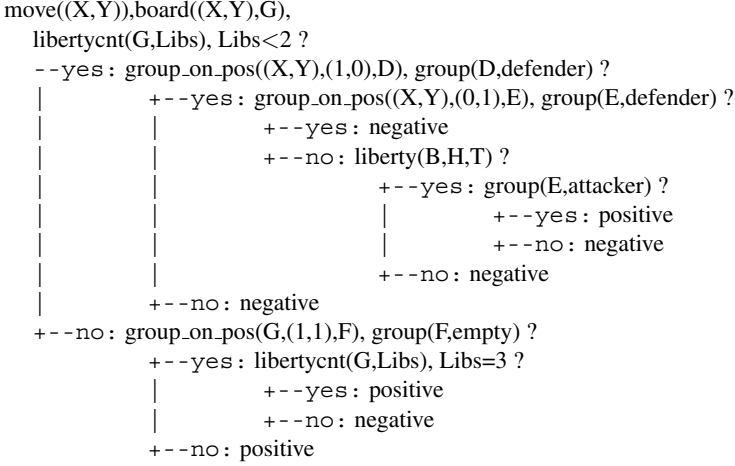 move((X,Y)),board((X,Y),G),
libertycnt(G,Libs), Libs<2 ?
--yes: group_on_pos((X,Y),(1,0),D), group(D,defender) ?
| +--yes: group_on_pos((X,Y),(0,1),E), group(E,defender) ?
| | +--yes: negative
| | +--no: liberty(B,H,T) ?
| | +--yes: group(E,attacker) ?
| | | +--yes: positive
| | | +--no: negative
| | +--no: negative
| +--no: negative
+--no: group_on_pos(G,(1,1),F), group(F,empty) ?
+--yes: libertycnt(G,Libs), Libs=3 ?
| +--yes: positive
| +--no: negative
+--no: positive